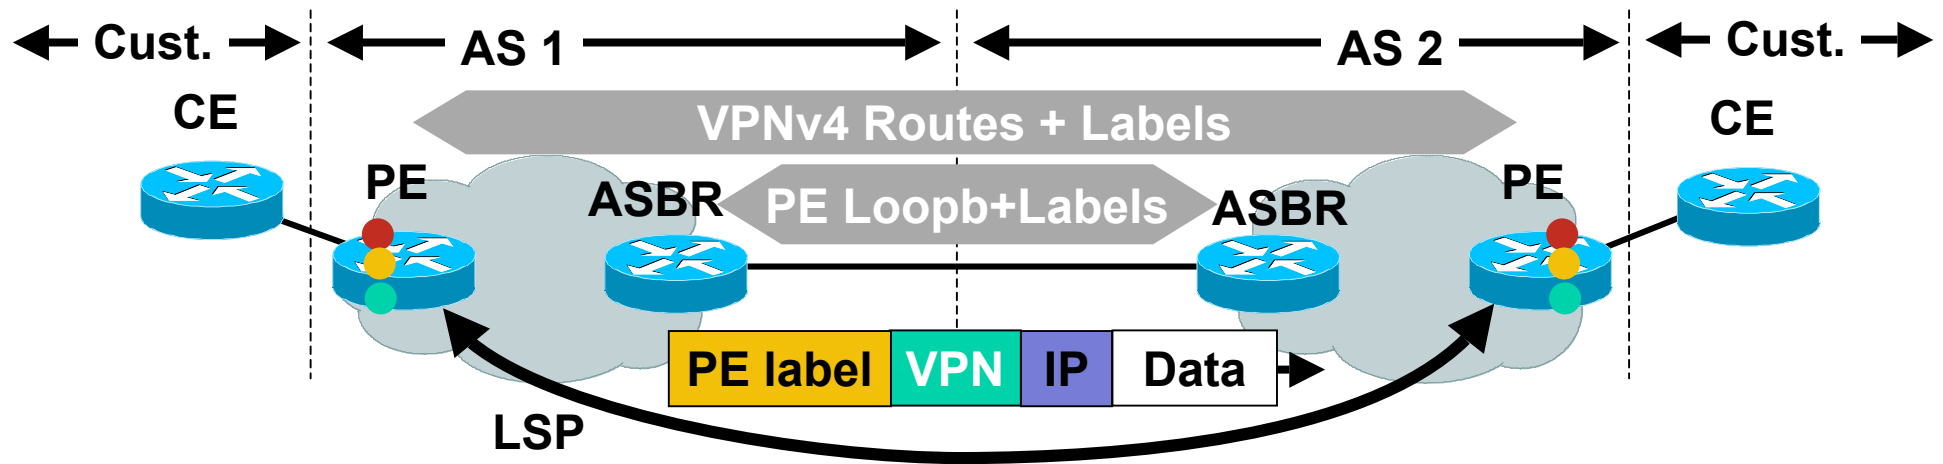 Cust.
AS 1
AS 2
Cust.
CE
VPNv4 Routes + Labels
CE
PE
ASBR
PE Loopb+Labels
ASBR
PE
PE label
VPN
IP
Data
LSP